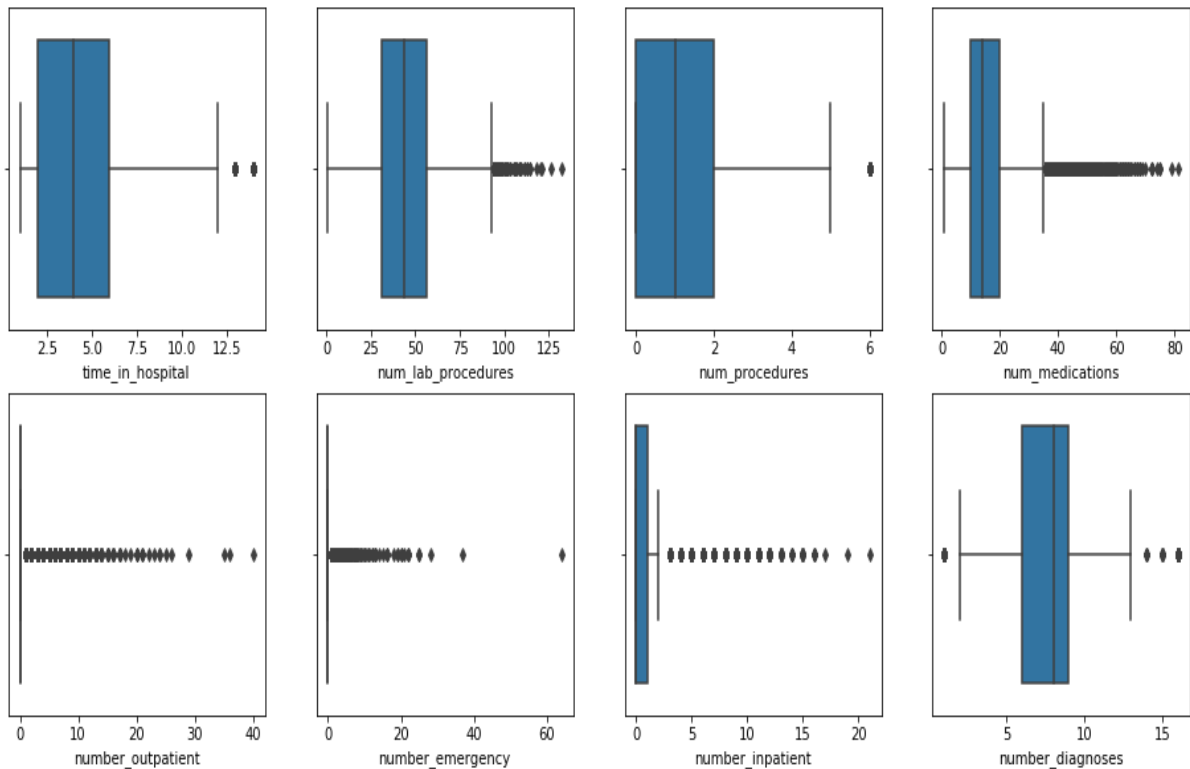 2.5 5.0 7.5 10.0 12.5
time_in_hospital
0 25 50 75 100 125
num_lab_procedures
0 2 4 6
num_procedures
0 20 40 60 80
num_medications
0 10 20 30 40
number_outpatient
0 20 40 60
number_emergency
0 5 10 15 20
number_inpatient
5 10 15
number_diagnoses